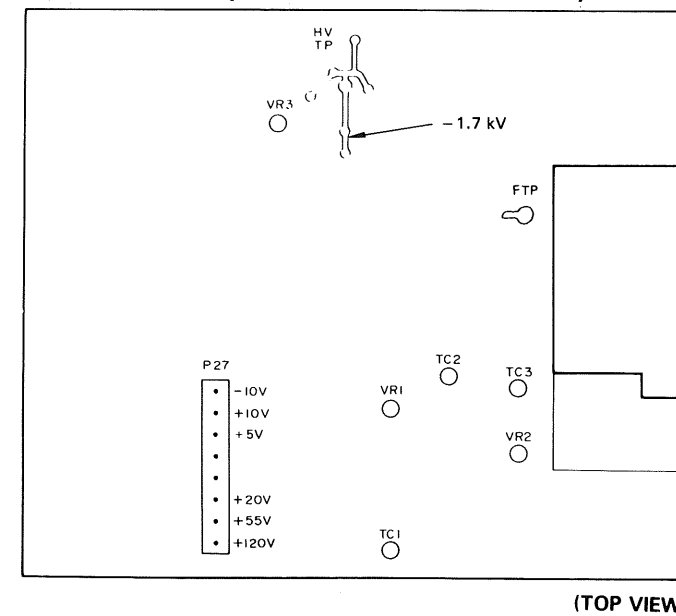 HV
TP
VR3
−1.7 kV
FTP
P27
−10V
+10V
+5V
+20V
+55V
+120V
TC2
VR1
TC3
VR2
TC1
(TOP VIEW